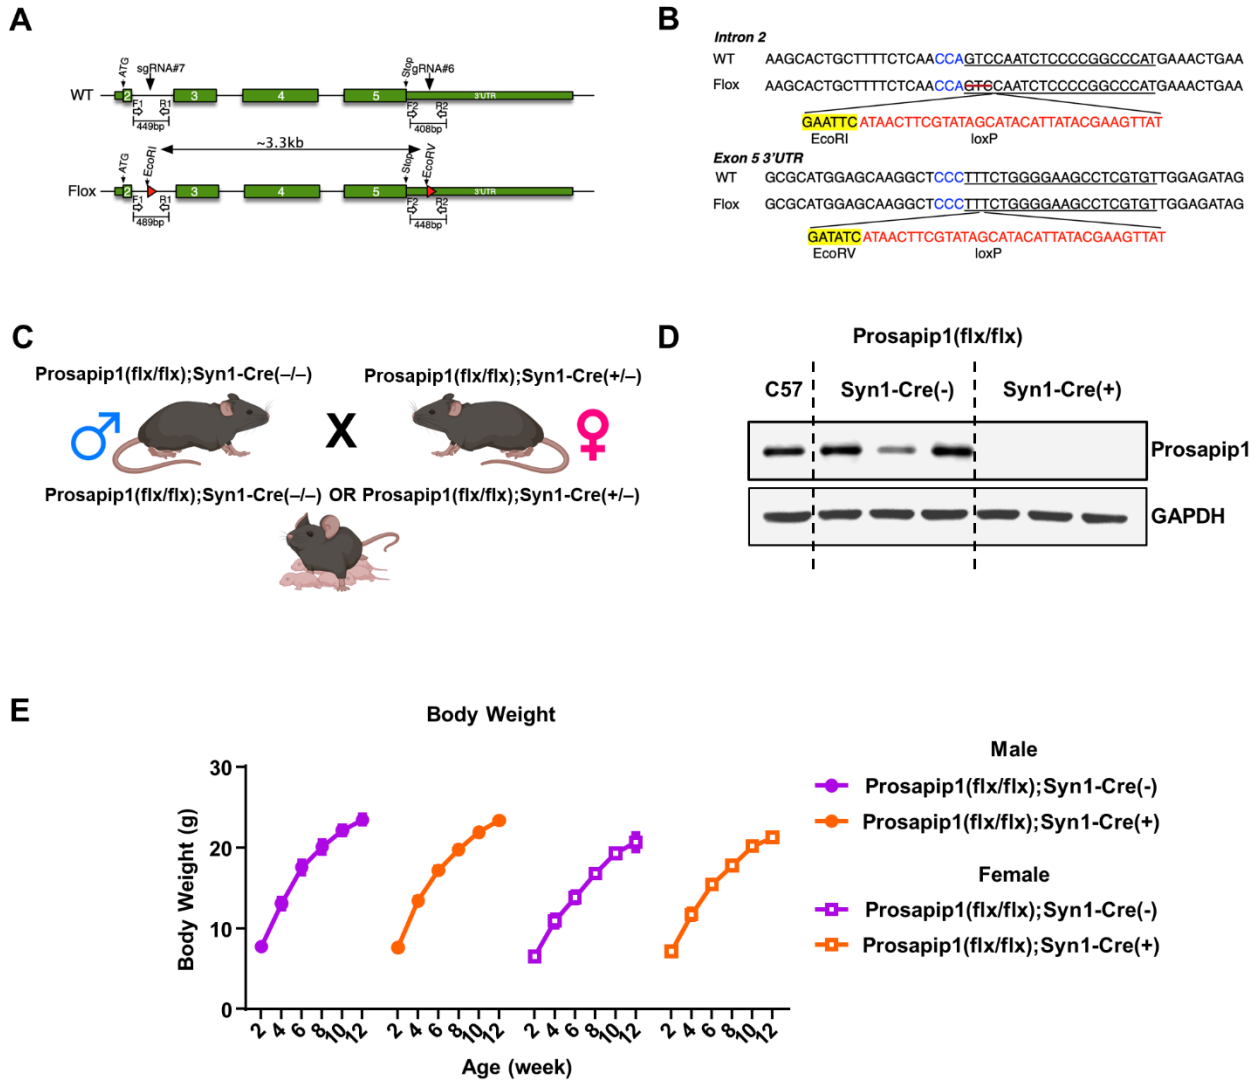 A
ATG
sgRNA#7
Stop
gRNA#6
WT
2
3
4
5
3'UTR
F1
R1
F2
R2
449bp
408bp
~3.3kb
ATG
EcoRI
Stop
EcoRV
Flox
2
3
4
5
3'UTR
F1
R1
F2
R2
489bp
448bp
B
Intron 2
WT AAGCACTGCTTTTCTCAACCAGTCCAATCTCCCCGGCCCATGAAACTGAA
Flox AAGCACTGCTTTTCTCAACCAGTCCAATCTCCCCGGCCCATGAAACTGAA
GAATTCATAACTTCGTATAGCATACATTATACGAAGTTAT
EcoRI loxP
Exon 5 3'UTR
WT GCGCATGGAGCAAGGCTCCCTTTCTGGGGAAGCCTCGTGTTGGAGATAG
Flox GCGCATGGAGCAAGGCTCCCTTTCTGGGGAAGCCTCGTGTTGGAGATAG
GATATCATAACTTCGTATAGCATACATTATACGAAGTTAT
EcoRV loxP
C
Prosapip1(flx/flx);Syn1-Cre(–/–)
Prosapip1(flx/flx);Syn1-Cre(+/–)
X
Prosapip1(flx/flx);Syn1-Cre(–/–) OR Prosapip1(flx/flx);Syn1-Cre(+/–)
D
Prosapip1(flx/flx)
C57 Syn1-Cre(-) Syn1-Cre(+)
Prosapip1
GAPDH
E
Body Weight
Body Weight (g)
30
20
10
0
2 4 6 8 10 12 2 4 6 8 10 12 2 4 6 8 10 12 2 4 6 8 10 12
Age (week)
Male
Prosapip1(flx/flx);Syn1-Cre(-)
Prosapip1(flx/flx);Syn1-Cre(+)
Female
Prosapip1(flx/flx);Syn1-Cre(-)
Prosapip1(flx/flx);Syn1-Cre(+)